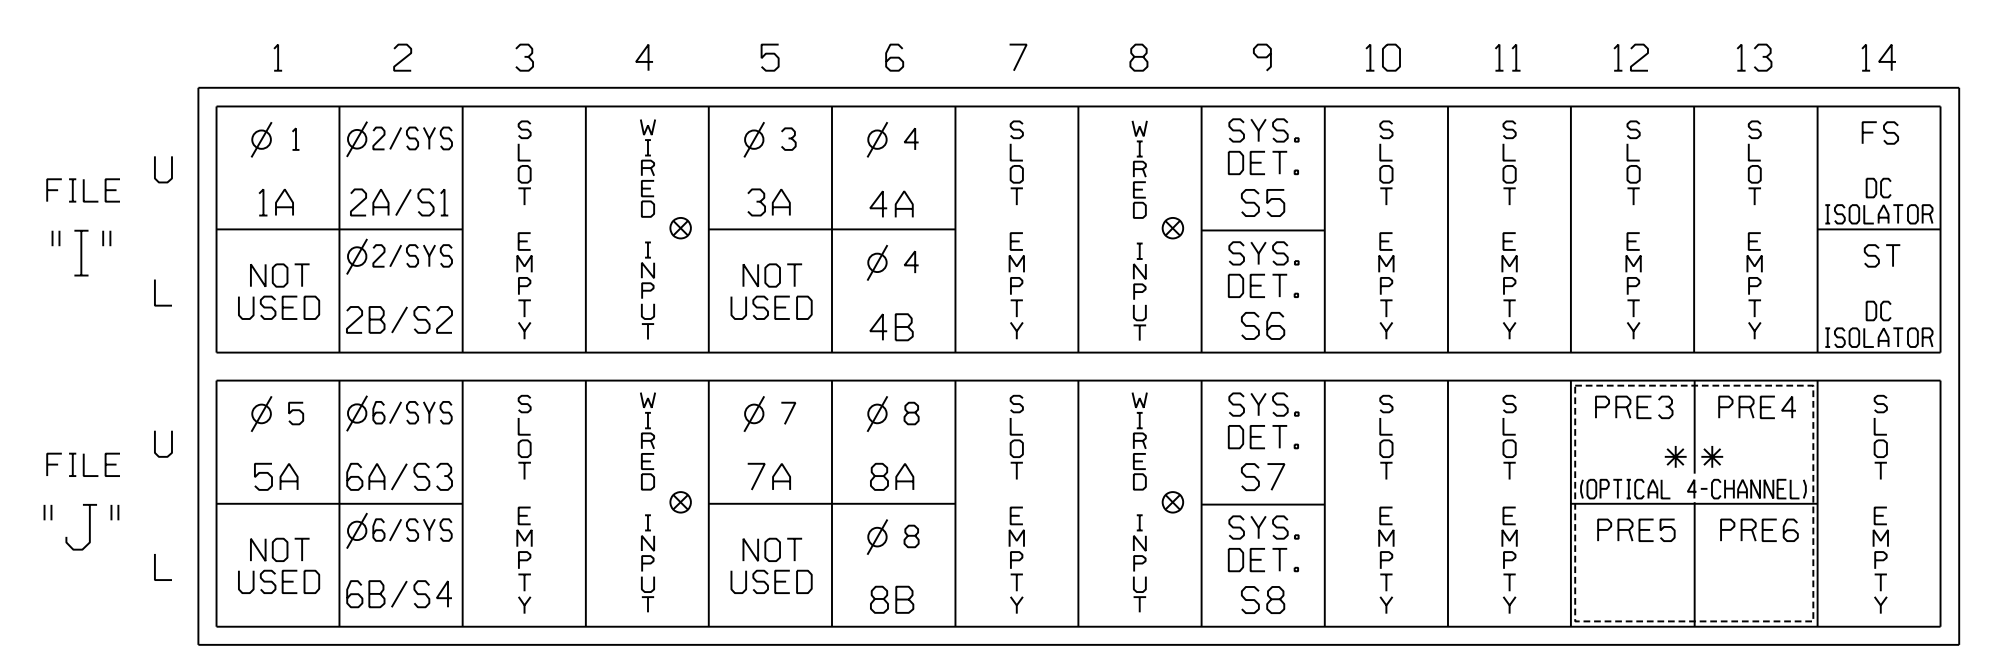 1 2 3 4 5 6 7 8 9 10 11 12 13 14
FILE "I"
U
Ø 1
1A
Ø2/SYS
2A/S1
SLOT EMPTY
WIRED INPUT
Ø 3
3A
Ø 4
4A
SLOT EMPTY
WIRED INPUT
SYS.
DET.
S5
SLOT EMPTY
SLOT EMPTY
SLOT EMPTY
SLOT EMPTY
FS
DC
ISOLATOR
L
NOT
USED
Ø2/SYS
2B/S2
NOT
USED
Ø 4
4B
SYS.
DET.
S6
ST
DC
ISOLATOR
FILE "J"
U
Ø 5
5A
Ø6/SYS
6A/S3
SLOT EMPTY
WIRED INPUT
Ø 7
7A
Ø 8
8A
SLOT EMPTY
WIRED INPUT
SYS.
DET.
S7
SLOT EMPTY
SLOT EMPTY
PRE3 PRE4
* *
(OPTICAL 4-CHANNEL)
SLOT EMPTY
L
NOT
USED
Ø6/SYS
6B/S4
NOT
USED
Ø 8
8B
SYS.
DET.
S8
PRE5 PRE6